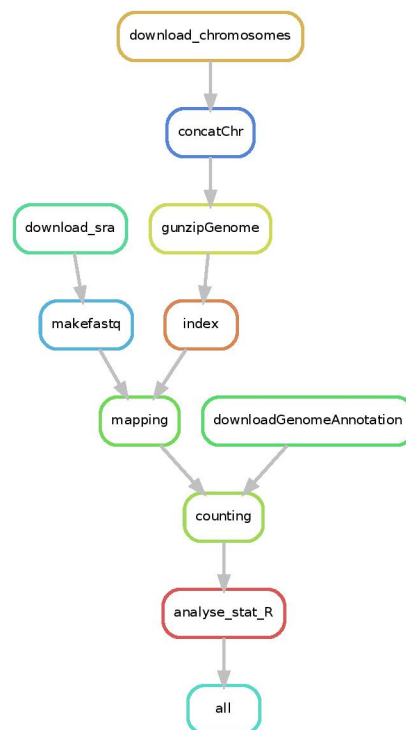 download_chromosomes
concatChr
download_sra
gunzipGenome
makefastq
index
mapping
downloadGenomeAnnotation
counting
analyse_stat_R
all